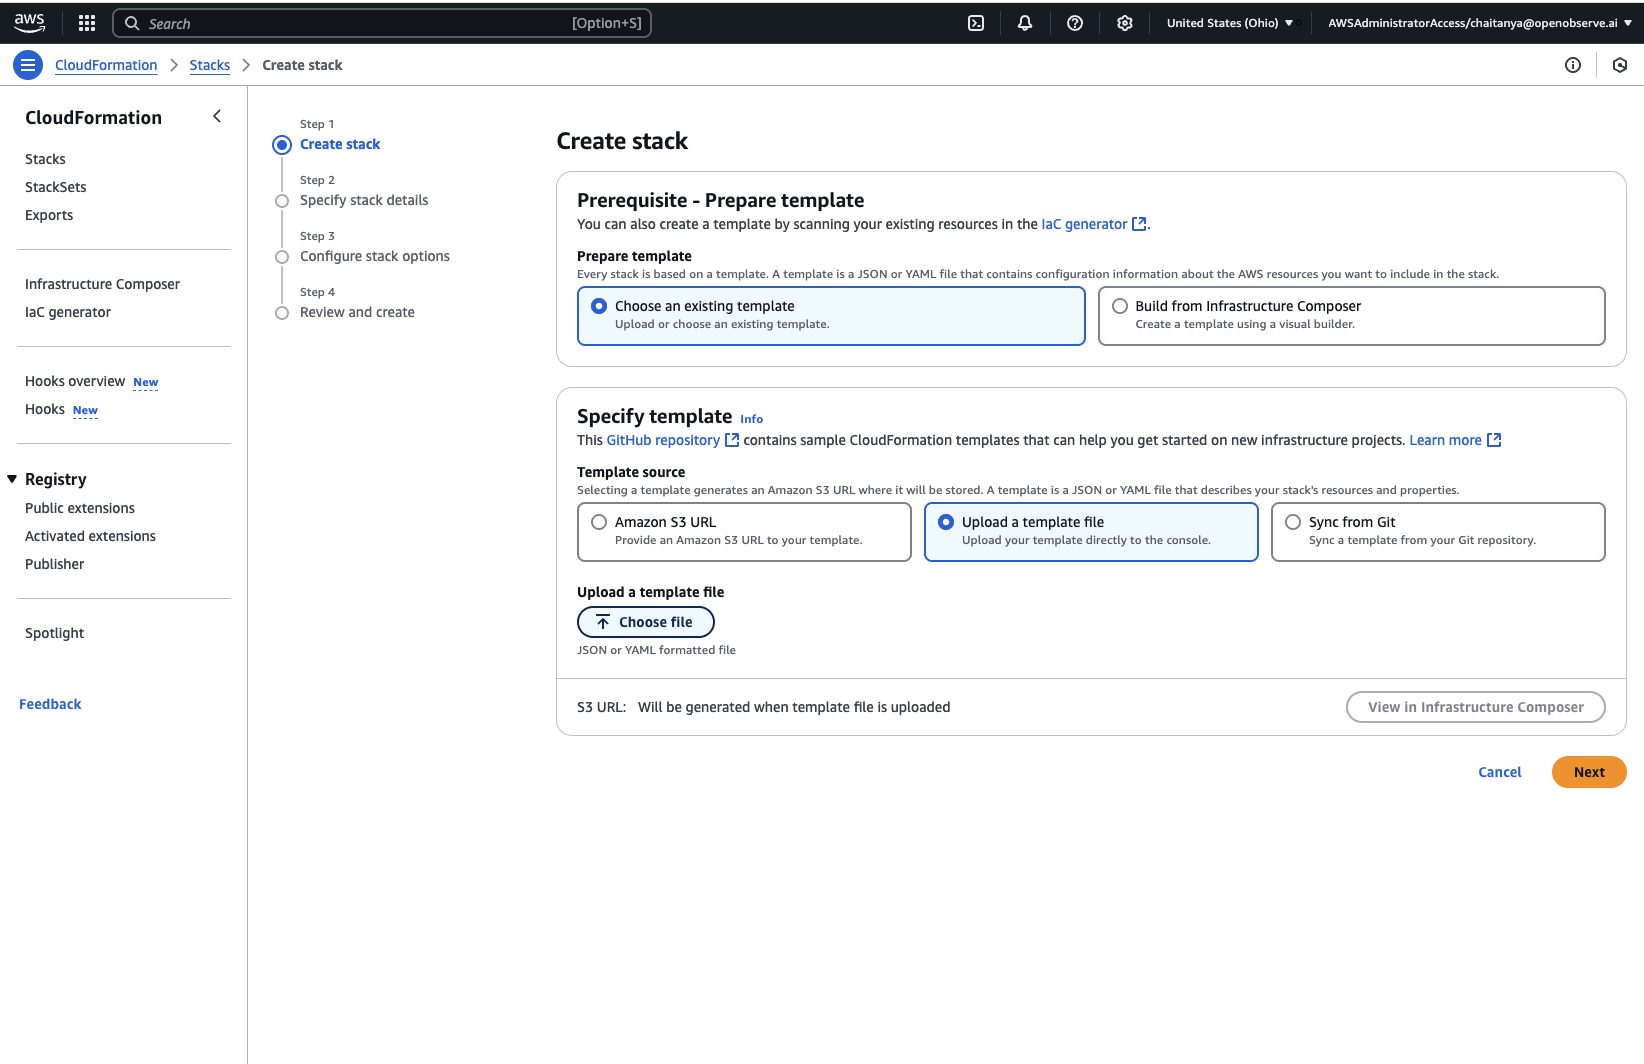 aws
Search
[Option+S]
United States (Ohio)
AWSAdministratorAccess/chaitanya@openobserve.ai
CloudFormation
Stacks
Create stack
CloudFormation
Stacks
StackSets
Exports
Infrastructure Composer
IaC generator
Hooks overview New
Hooks New
Registry
Public extensions
Activated extensions
Publisher
Spotlight
Feedback
Step 1
Create stack
Step 2
Specify stack details
Step 3
Configure stack options
Step 4
Review and create
Create stack
Prerequisite - Prepare template
You can also create a template by scanning your existing resources in the IaC generator.
Prepare template
Every stack is based on a template. A template is a JSON or YAML file that contains configuration information about the AWS resources you want to include in the stack.
Choose an existing template
Upload or choose an existing template.
Build from Infrastructure Composer
Create a template using a visual builder.
Specify template Info
This GitHub repository contains sample CloudFormation templates that can help you get started on new infrastructure projects. Learn more
Template source
Selecting a template generates an Amazon S3 URL where it will be stored. A template is a JSON or YAML file that describes your stack's resources and properties.
Amazon S3 URL
Provide an Amazon S3 URL to your template.
Upload a template file
Upload your template directly to the console.
Sync from Git
Sync a template from your Git repository.
Upload a template file
Choose file
JSON or YAML formatted file
S3 URL: Will be generated when template file is uploaded
View in Infrastructure Composer
Cancel
Next